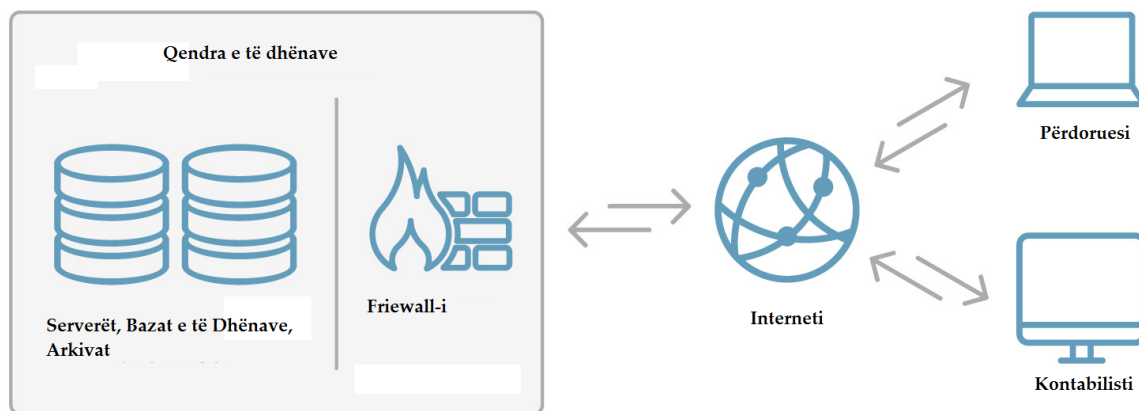 Qendra e të dhënave
Serverët, Bazat e të Dhënave,
Arkivat
Friewall-i
Interneti
Përdoruesi
Kontabilisti